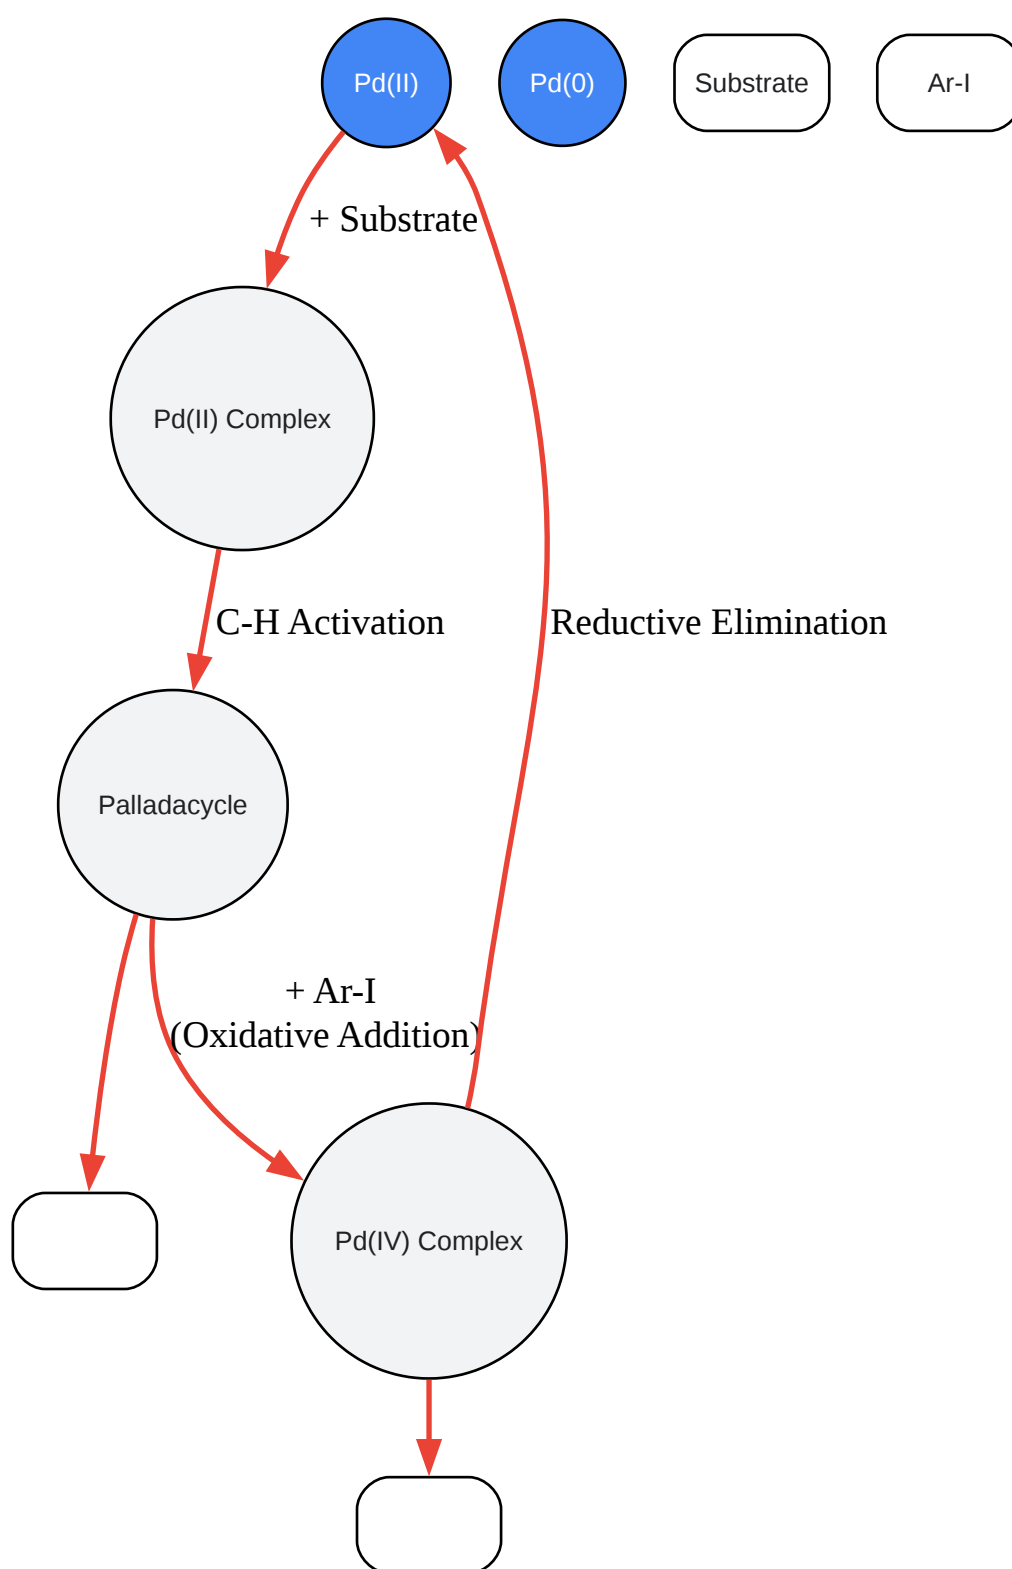 Pd(II)
Pd(0)
Substrate
Ar-I
+ Substrate
Pd(II) Complex
C-H Activation
Reductive Elimination
Palladacycle
+ Ar-I
(Oxidative Addition)
Pd(IV) Complex